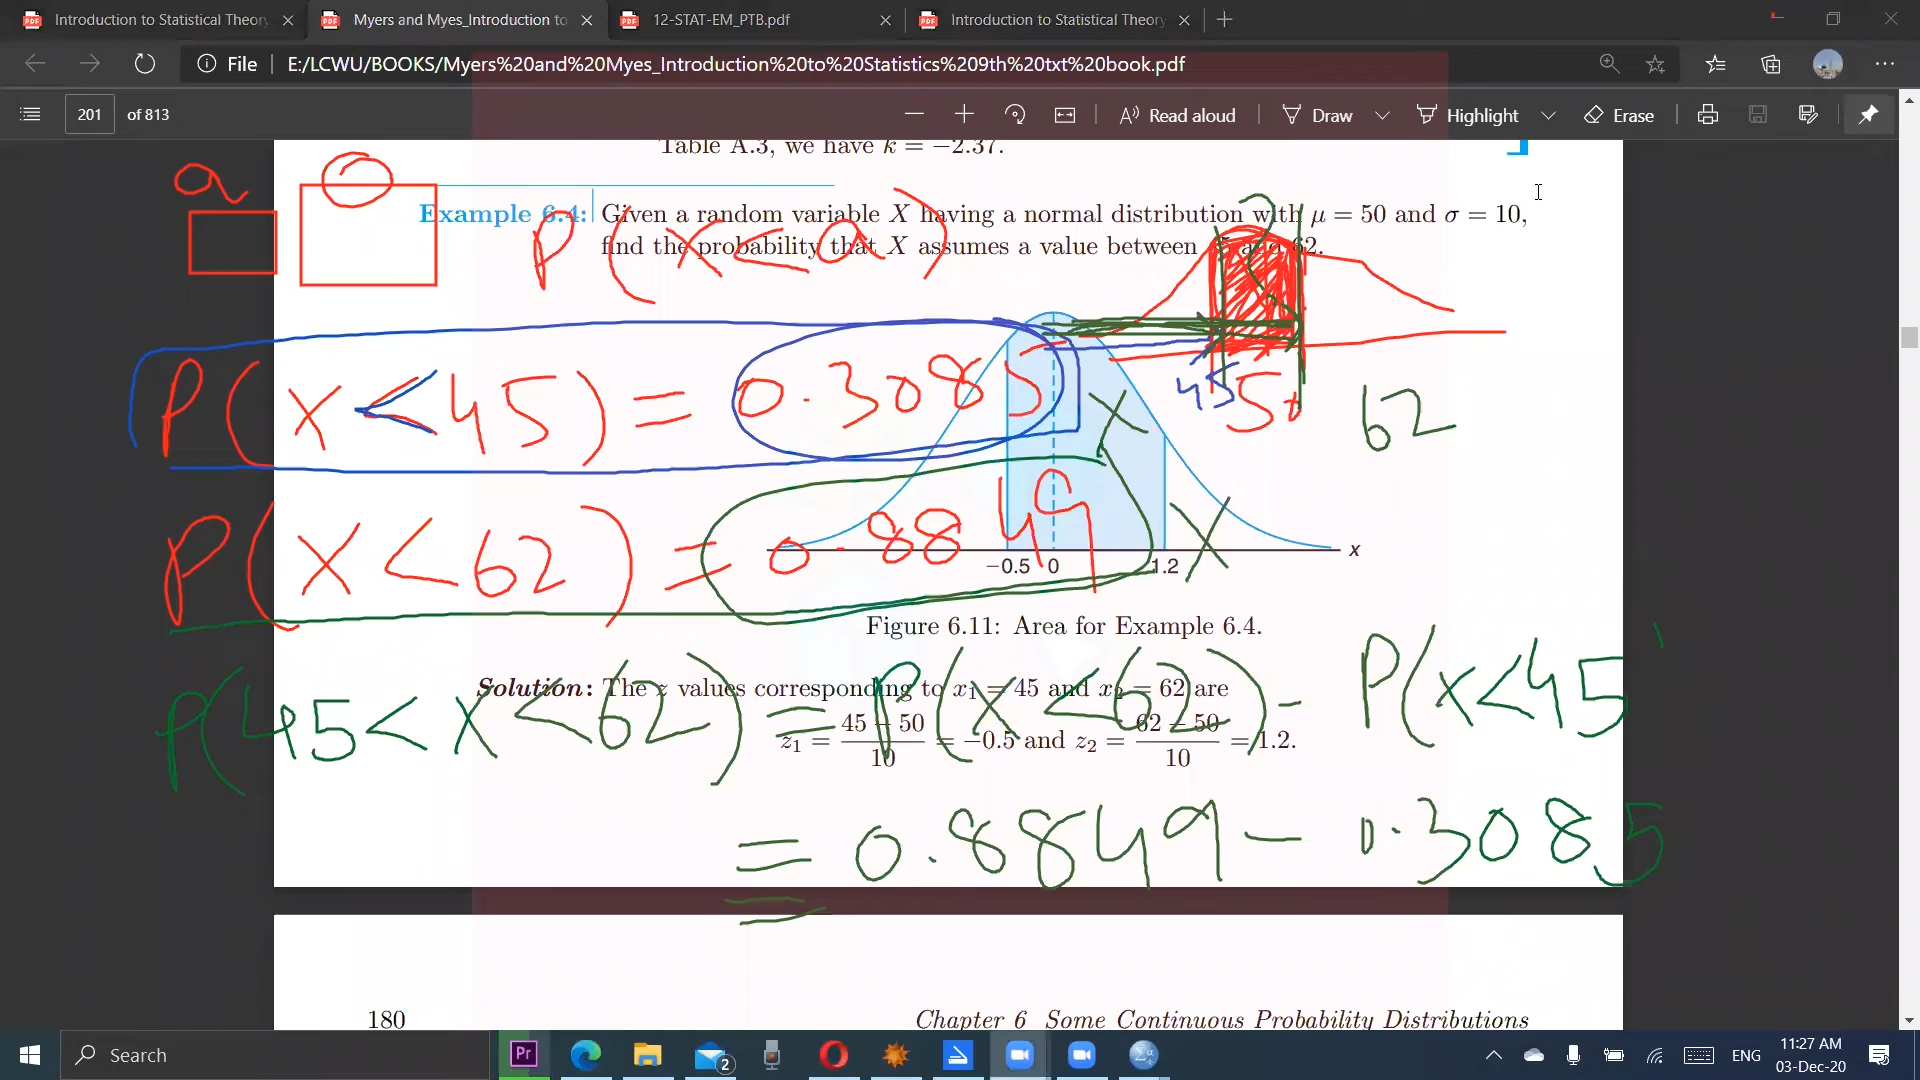 Introduction to Statistical Theory
Myers and Myes_Introduction to
12-STAT-EM_PTB.pdf
Introduction to Statistical Theory
File
E:/LCWU/BOOKS/Myers%20and%20Myes_Introduction%20to%20Statistics%209th%20txt%20book.pdf
201 of 813
Read aloud
Draw
Highlight
Erase
Table A.3, we have k = −2.37.
a
Example 6.4: Given a random variable X having a normal distribution with μ = 50 and σ = 10,
find the probability that X assumes a value between 45 and 62.
P(X<a)
P(X<45) = 0.3085
45 50 62
P(X<62) = 0.8849
x
−0.5 0 1.2
Figure 6.11: Area for Example 6.4.
Solution: The z values corresponding to x1 = 45 and x2 = 62 are
P(45<X<62) = P(X<62) - P(X<45
z1 = 45 − 50 / 10 = −0.5 and z2 = 62 − 50 / 10 = 1.2.
= 0.8849 - 0.3085
=
180
Chapter 6 Some Continuous Probability Distributions
Search
Pr
2
ENG
11:27 AM
03-Dec-20